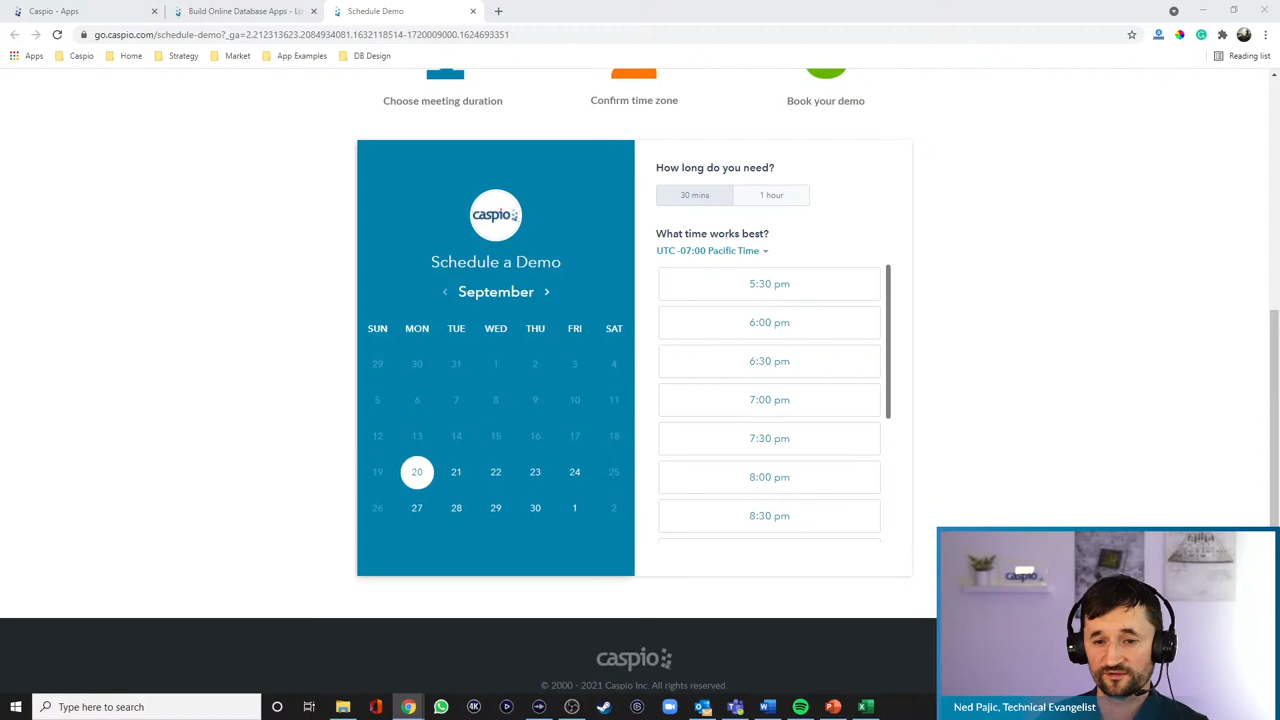 Caspio - Apps
Build Online Database Apps - Lo
Schedule Demo
go.caspio.com/schedule-demo?_ga=2.212313623.2084934081.1632118514-1720009000.1624693351
Apps
Caspio
Home
Strategy
Market
App Examples
DB Design
Reading list
Choose meeting duration
Confirm time zone
Book your demo
caspio
Schedule a Demo
September
SUN MON TUE WED THU FRI SAT
29 30 31 1 2 3 4
5 6 7 8 9 10 11
12 13 14 15 16 17 18
19 20 21 22 23 24 25
26 27 28 29 30 1 2
How long do you need?
30 mins 1 hour
What time works best?
UTC -07:00 Pacific Time
5:30 pm
6:00 pm
6:30 pm
7:00 pm
7:30 pm
8:00 pm
8:30 pm
caspio
© 2000 - 2021 Caspio Inc. All rights reserved.
caspio
Ned Pajic, Technical Evangelist
Type here to search
4K